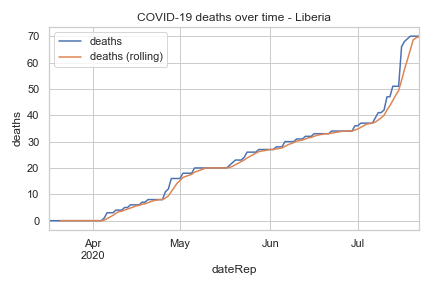 COVID-19 deaths over time - Liberia
deaths
deaths (rolling)
70
60
50
40
30
20
10
0
deaths
Apr
2020
May
Jun
Jul
dateRep